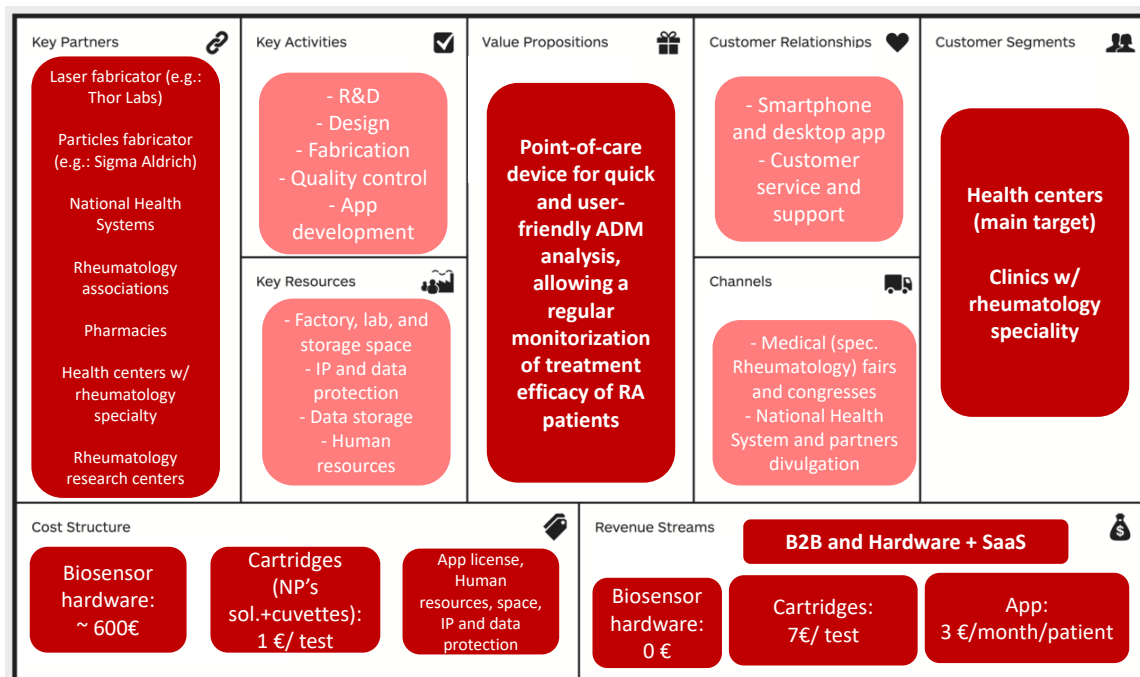 Key Partners
Laser fabricator (e.g.:
Thor Labs)
Particles fabricator
(e.g.: Sigma Aldrich)
National Health
Systems
Rheumatology
associations
Pharmacies
Health centers w/
rheumatology
specialty
Rheumatology
research centers
Key Activities
- R&D
- Design
- Fabrication
- Quality control
- App
development
Key Resources
- Factory, lab, and
storage space
- IP and data
protection
- Data storage
- Human
resources
Value Propositions
Point-of-care
device for quick
and user-
friendly ADM
analysis,
allowing a
regular
monitorization
of treatment
efficacy of RA
patients
Customer Relationships
- Smartphone
and desktop app
- Customer
service and
support
Channels
- Medical (spec.
Rheumatology) fairs
and congresses
- National Health
System and partners
divulgation
Customer Segments
Health centers
(main target)
Clinics w/
rheumatology
speciality
Cost Structure
Biosensor
hardware:
~ 600€
Cartridges
(NP's
sol.+cuvettes):
1 €/ test
App license,
Human
resources, space,
IP and data
protection
Revenue Streams
$
B2B and Hardware + SaaS
Biosensor
hardware:
0 €
Cartridges:
7€/ test
App:
3 €/month/patient